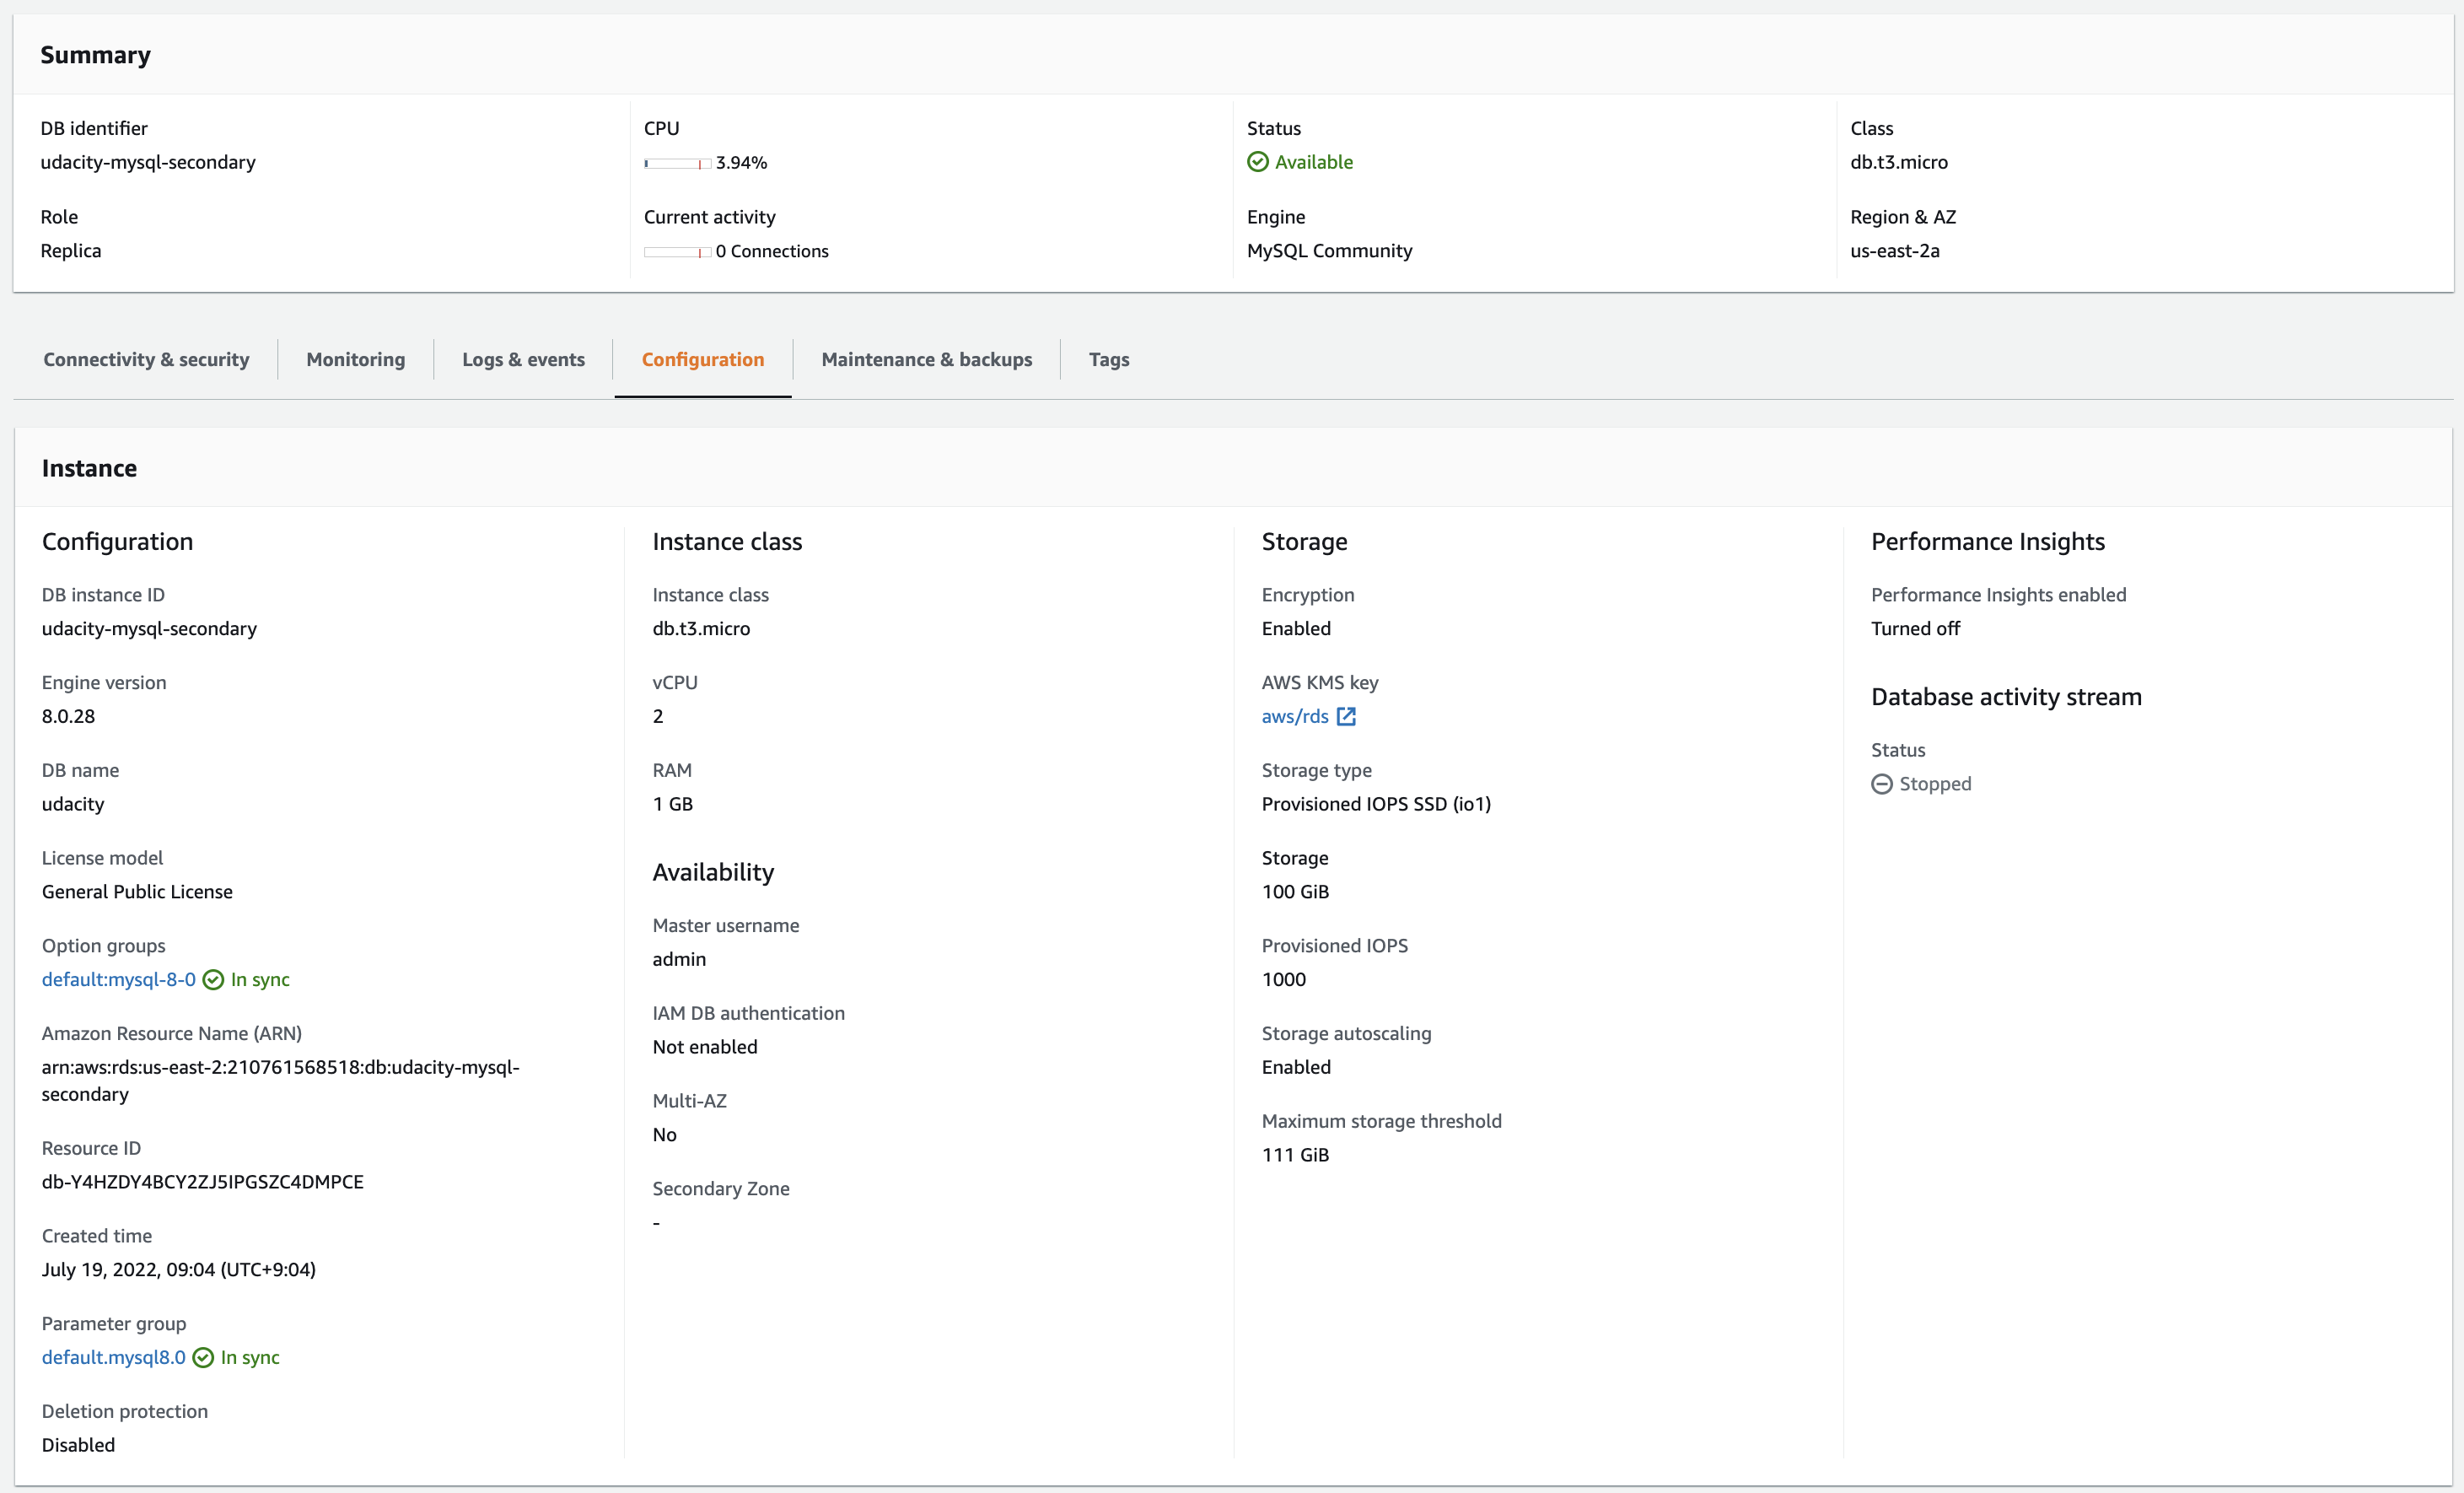 Summary
DB identifier
udacity-mysql-secondary
CPU
3.94%
Status
Available
Class
db.t3.micro
Role
Replica
Current activity
0 Connections
Engine
MySQL Community
Region & AZ
us-east-2a
Connectivity & security
Monitoring
Logs & events
Configuration
Maintenance & backups
Tags
Instance
Configuration
DB instance ID
udacity-mysql-secondary
Engine version
8.0.28
DB name
udacity
License model
General Public License
Option groups
default:mysql-8-0 In sync
Amazon Resource Name (ARN)
arn:aws:rds:us-east-2:210761568518:db:udacity-mysql-
secondary
Resource ID
db-Y4HZDY4BCY2ZJ5IPGSZC4DMPCE
Created time
July 19, 2022, 09:04 (UTC+9:04)
Parameter group
default.mysql8.0 In sync
Deletion protection
Disabled
Instance class
Instance class
db.t3.micro
vCPU
2
RAM
1 GB
Availability
Master username
admin
IAM DB authentication
Not enabled
Multi-AZ
No
Secondary Zone
-
Storage
Encryption
Enabled
AWS KMS key
aws/rds
Storage type
Provisioned IOPS SSD (io1)
Storage
100 GiB
Provisioned IOPS
1000
Storage autoscaling
Enabled
Maximum storage threshold
111 GiB
Performance Insights
Performance Insights enabled
Turned off
Database activity stream
Status
Stopped